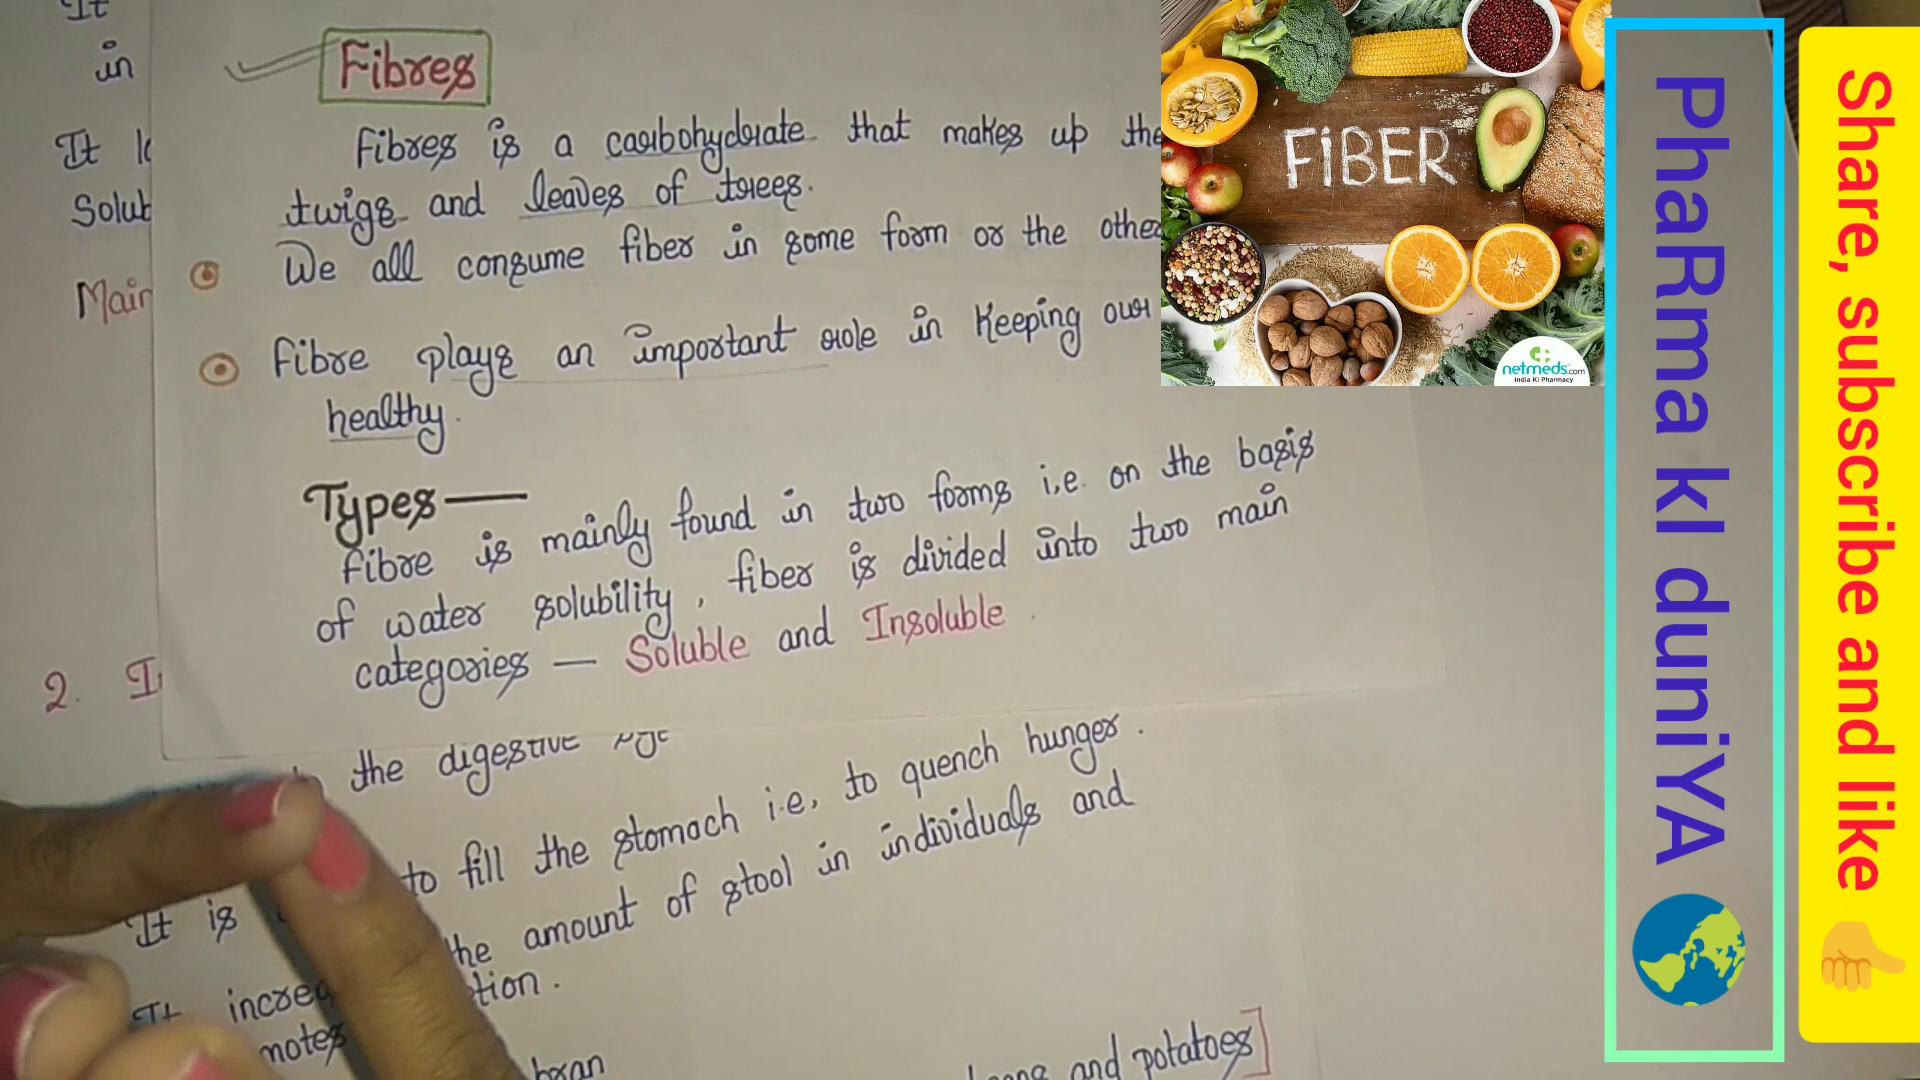 Fibres
Fibres is a carbohydrate that makes up the
twigs and leaves of trees.
We all consume fiber in some form or the other
Fibre plays an important role in Keeping our
healthy.
Types —
fibre is mainly found in two forms i.e. on the basis
of water solubility, fiber is divided into two main
categories — Soluble and Insoluble.
the digestive
to fill the stomach i.e. to quench hunger.
It is
the amount of stool in individuals and
It
notes
bran
and potatoes]
It
in
It
Solub
Main
2.
FiBER
netmeds.com
India Ki Pharmacy
PhaRma kI duniYA
Share, subscribe and like